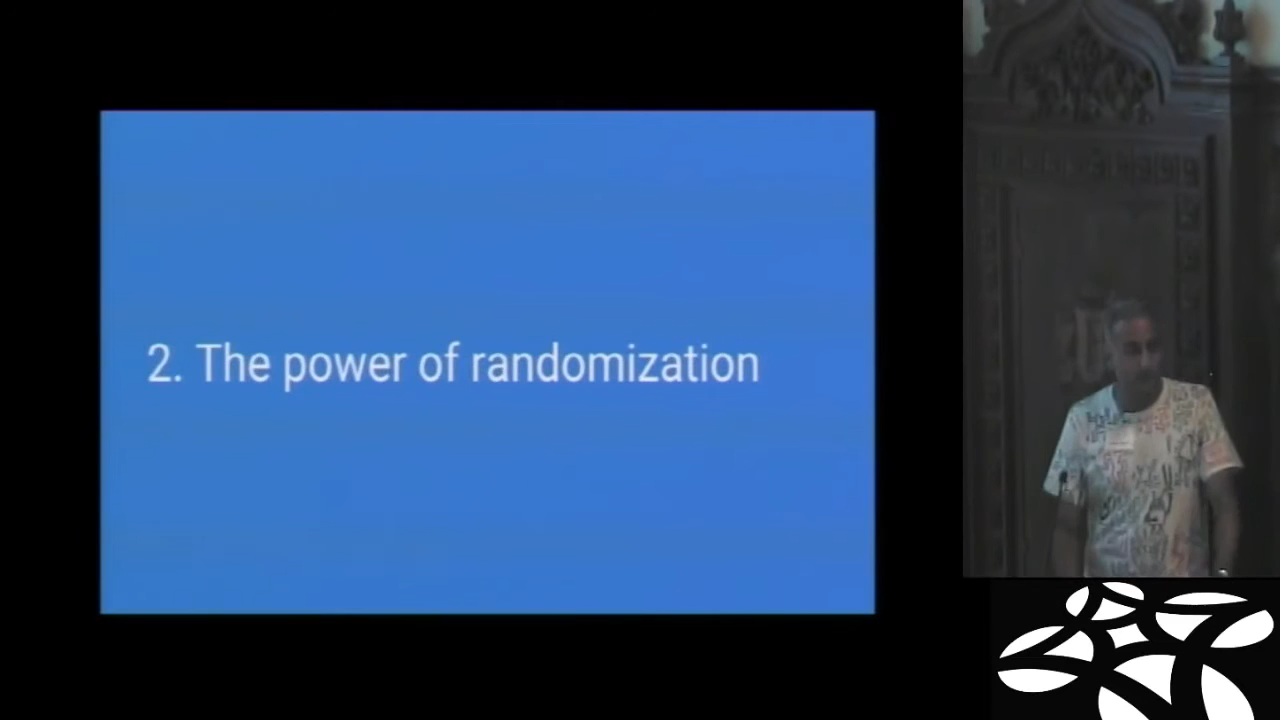 2. The power of randomization